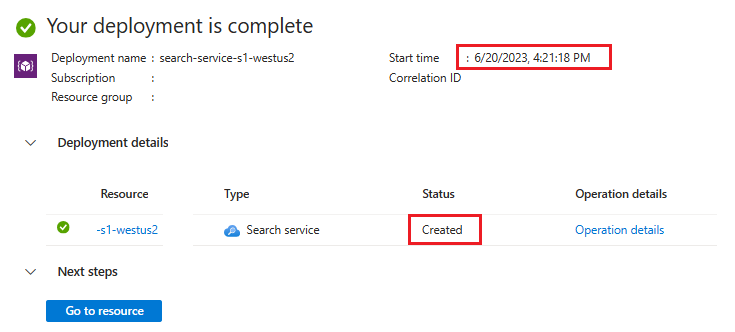 Your deployment is complete
Deployment name : search-service-s1-westus2 Start time : 6/20/2023, 4:21:18 PM
Subscription : Correlation ID
Resource group :
Deployment details
Resource Type Status Operation details
-s1-westus2 Search service Created Operation details
Next steps
Go to resource